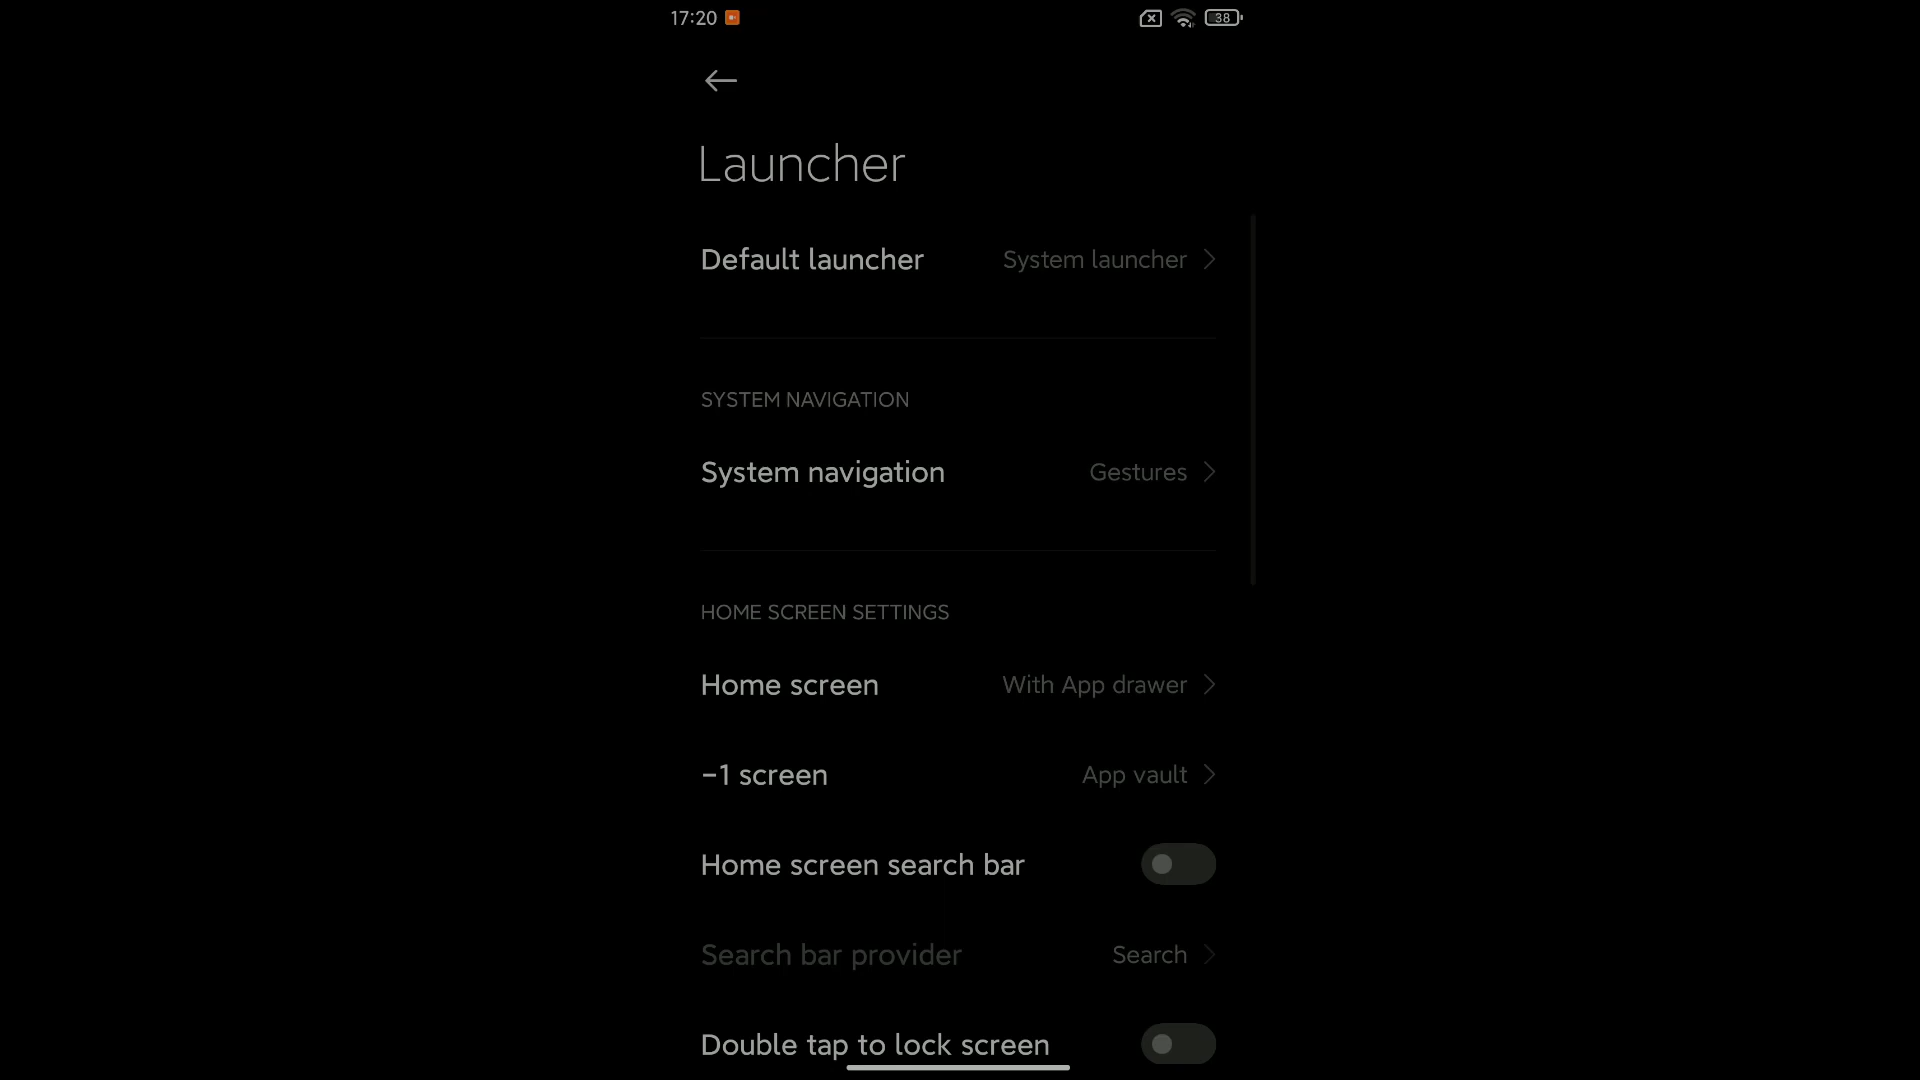 17:20 38
Launcher
Default launcher System launcher
SYSTEM NAVIGATION
System navigation Gestures
HOME SCREEN SETTINGS
Home screen With App drawer
−1 screen App vault
Home screen search bar
Search bar provider Search
Double tap to lock screen